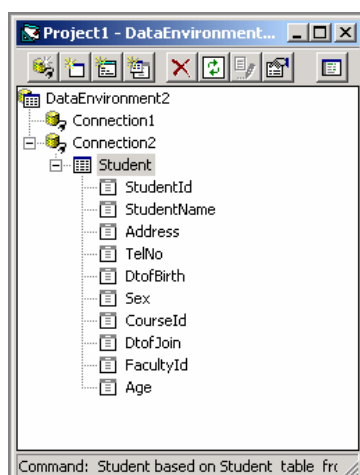 Project1 - DataEnvironment...
DataEnvironment2
Connection1
Connection2
Student
StudentId
StudentName
Address
TelNo
DtofBirth
Sex
CourseId
DtofJoin
FacultyId
Age
Command: Student based on Student table fro